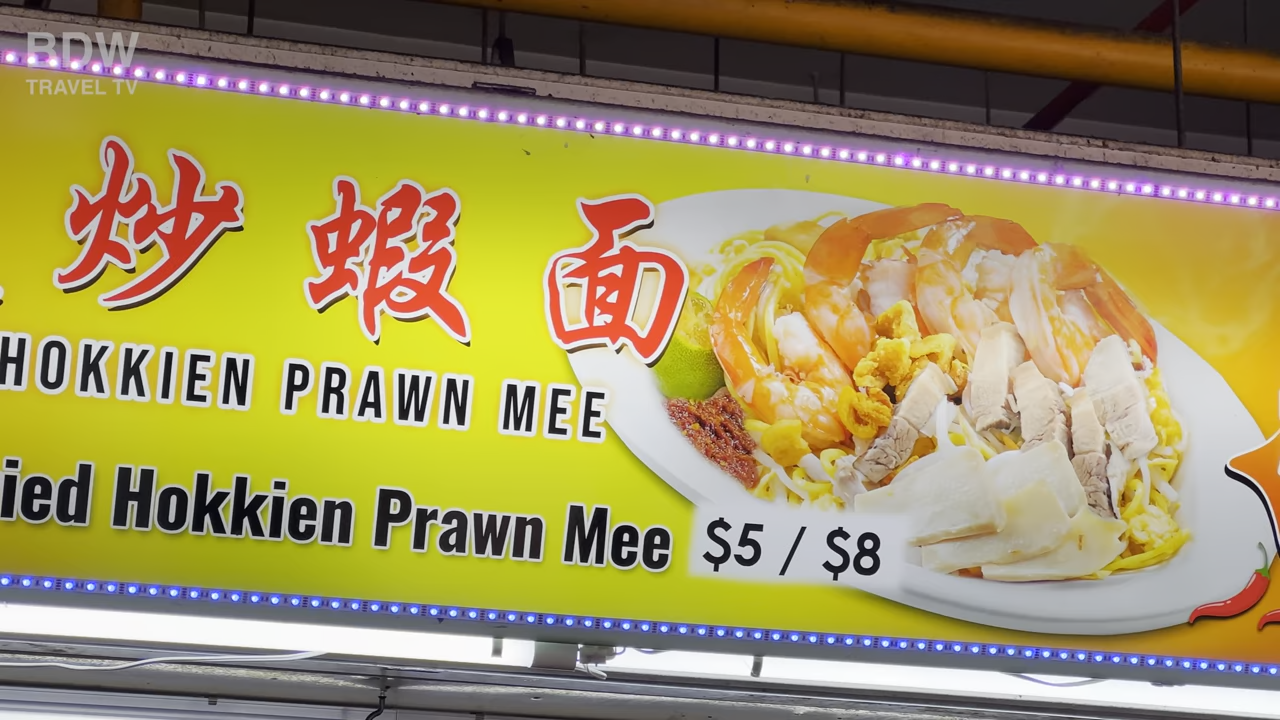 BDW
TRAVEL TV
炒蝦面
HOKKIEN PRAWN MEE
ied Hokkien Prawn Mee $5 / $8